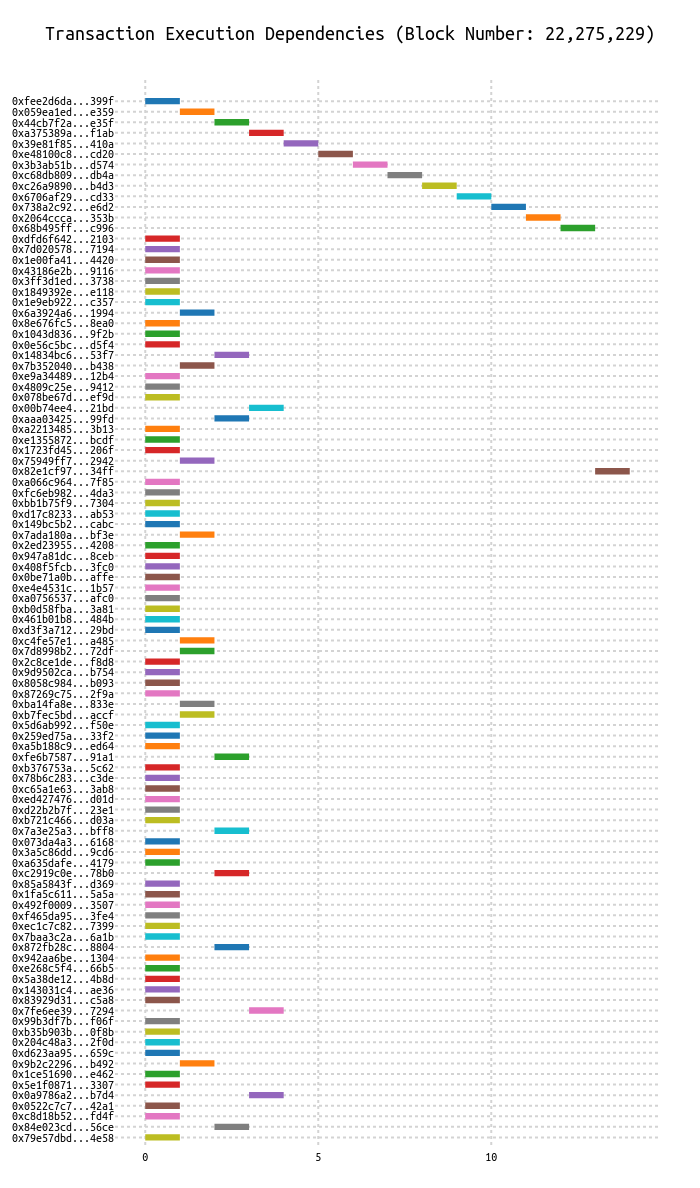 Transaction Execution Dependencies (Block Number: 22,275,229)
0xfee2d6da...399f
0x059ea1ed...e359
0x44cb7f2a...e35f
0xa375389a...f1ab
0x39e81f85...410a
0xe48100c8...cd20
0x3b3ab51b...d574
0xc68db809...db4a
0xc26a9890...b4d3
0x6706af29...cd33
0x738a2c92...e6d2
0x2064ccca...353b
0x68b495ff...c996
0xdfd6f642...2103
0x7d020578...7194
0x1e00fa41...4420
0x43186e2b...9116
0x3ff3d1ed...3738
0x1849392e...e118
0x1e9eb922...c357
0x6a3924a6...1994
0x8e676fc5...8ea0
0x1043d836...9f2b
0x0e56c5bc...d5f4
0x14834bc6...53f7
0x7b352040...b438
0xe9a34489...12b4
0x4809c25e...9412
0x078be67d...ef9d
0x00b74ee4...21bd
0xaaa03425...99fd
0xa2213485...3b13
0xe1355872...bcdf
0x1723fd45...206f
0x75949ff7...2942
0x82e1cf97...34ff
0xa066c964...7f85
0xfc6eb982...4da3
0xbb1b75f9...7304
0xd17c8233...ab53
0x149bc5b2...cabc
0x7ada180a...bf3e
0x2ed23955...4208
0x947a81dc...8ceb
0x408f5fcb...3fc0
0x0be71a0b...affe
0xe4e4531c...1b57
0xa0756537...afc0
0xb0d58fba...3a81
0x461b01b8...484b
0xd3f3a712...29bd
0xc4fe57e1...a485
0x7d8998b2...72df
0x2c8ce1de...f8d8
0x9d9502ca...b754
0x8058c984...b093
0x87269c75...2f9a
0xba14fa8e...833e
0xb7fec5bd...accf
0x5d6ab992...f50e
0x259ed75a...33f2
0xa5b188c9...ed64
0xfe6b7587...91a1
0xb376753a...5c62
0x78b6c283...c3de
0xc65a1e63...3ab8
0xed427476...d01d
0xd22b2b7f...23e1
0xb721c466...d03a
0x7a3e25a3...bff8
0x073da4a3...6168
0x3a5c86dd...9cd6
0xa635dafe...4179
0xc2919c0e...78b0
0x85a5843f...d369
0x1fa5c611...5a5a
0x492f0009...3507
0xf465da95...3fe4
0xec1c7c82...7399
0x7baa3c2a...6a1b
0x872fb28c...8804
0x942aa6be...1304
0xe268c5f4...66b5
0x5a38de12...4b8d
0x143031c4...ae36
0x83929d31...c5a8
0x7fe6ee39...7294
0x99b3df7b...f06f
0xb35b903b...0f8b
0x204c48a3...2f0d
0xd623aa95...659c
0x9b2c2296...b492
0x1ce51690...e462
0x5e1f0871...3307
0x0a9786a2...b7d4
0x0522c7c7...42a1
0xc8d18b52...fd4f
0x84e023cd...56ce
0x79e57dbd...4e58
0 5 10